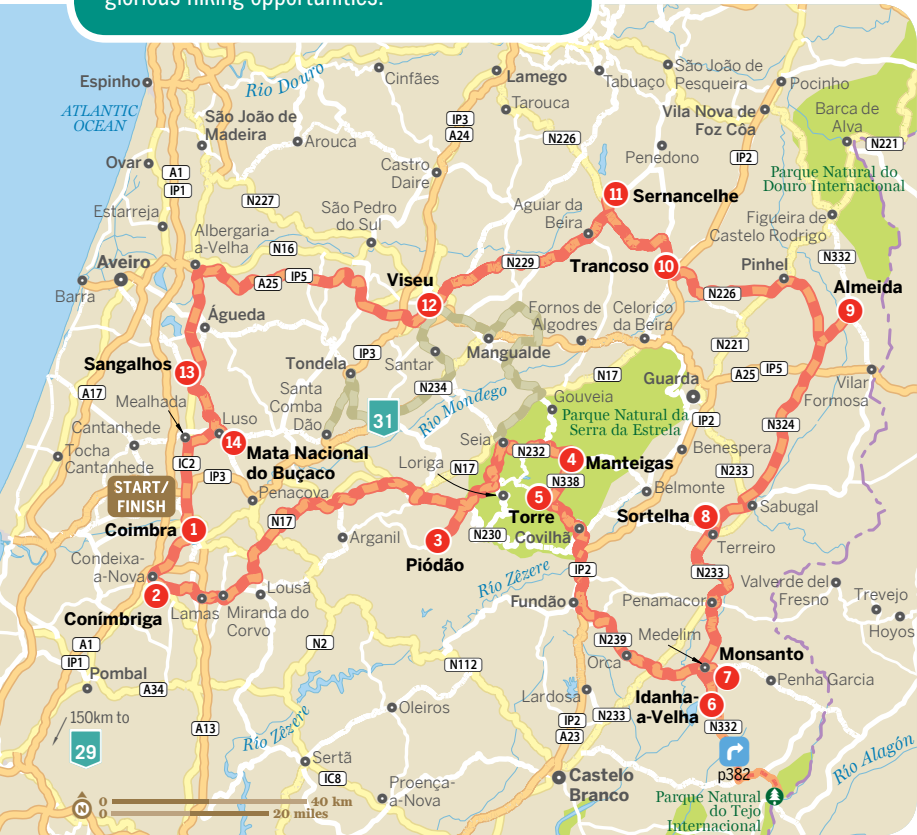 glorious hiking opportunities.
Espinho
ATLANTIC
OCEAN
Rio Douro
Cinfães
Lamego
Tarouca
Tabuaço
São João de
Pesqueira
Pocinho
Vila Nova de
Foz Côa
Barca de
Alva
N221
São João de
Madeira
Arouca
IP3
A24
N226
Penedono
IP2
Parque Natural do
Douro Internacional
Ovar
A1
IP1
Castro
Daire
N227
Estarreja
São Pedro
do Sul
11
Sernancelhe
Aguiar da
Beira
Figueira de
Castelo Rodrigo
Albergaria-
a-Velha
N16
N332
Aveiro
Barra
A25
IP5
Viseu
12
N229
Trancoso
10
Pinhel
N226
Almeida
9
Águeda
Fornos de
Algodres
Celorico
da Beira
IP3
Mangualde
N221
Sangalhos
13
Tondela
Santar
N17
Guarda
A25
IP5
Vilar
Formosa
A17
Mealhada
Santa
Comba
Dão
N234
Rio Mondego
Gouveia
Parque Natural da
Serra da Estrela
IP2
N324
Cantanhede
Luso
31
Tocha
Cantanhede
14
Mata Nacional
do Buçaco
Seia
N232
4
Manteigas
Benespera
IC2
IP3
Loriga
N17
N338
N233
START/
FINISH
Penacova
5
Torre
Belmonte
Sabugal
Coimbra
1
N17
Arganil
3
Piódão
N230
Covilhã
Sortelha
8
Terreiro
Condeixa-
a-Nova
2
Conímbriga
Lamas
Miranda do
Corvo
Lousã
Rio Zêzere
IP2
N233
Valverde del
Fresno
Trevejo
Hoyos
Fundão
Penamacor
A1
IP1
N2
N112
N239
Orca
Medelim
Monsanto
7
Penha Garcia
Pombal
A34
Lardosa
N233
Idanha-
a-Velha
6
150km to
29
A13
Rio Zêzere
Oleiros
IP2
A23
N332
p382
Sertã
IC8
Proença-
a-Nova
Castelo
Branco
Parque Natural
do Tejo
Internacional
Río Alagón
N
0
40 km
0
20 miles